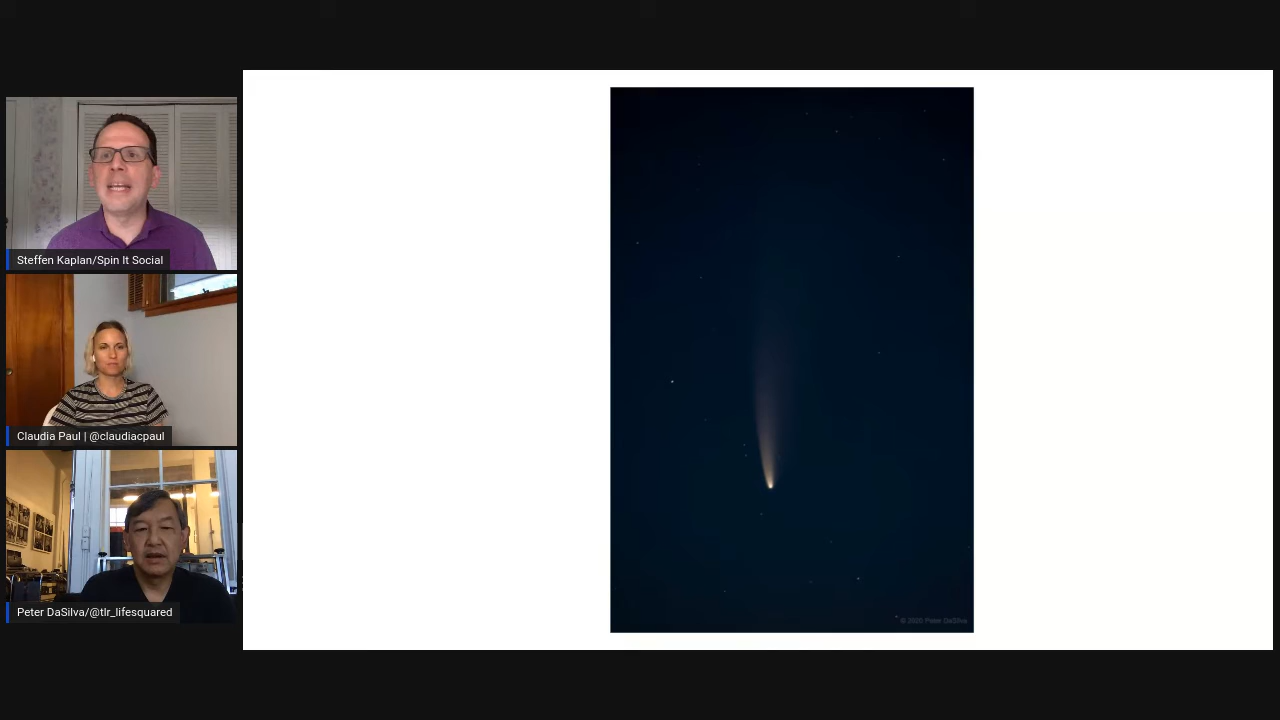 Steffen Kaplan/Spin It Social
Claudia Paul | @claudiacpaul
Peter DaSilva/@tlr_lifesquared
© 2020 Peter DaSilva